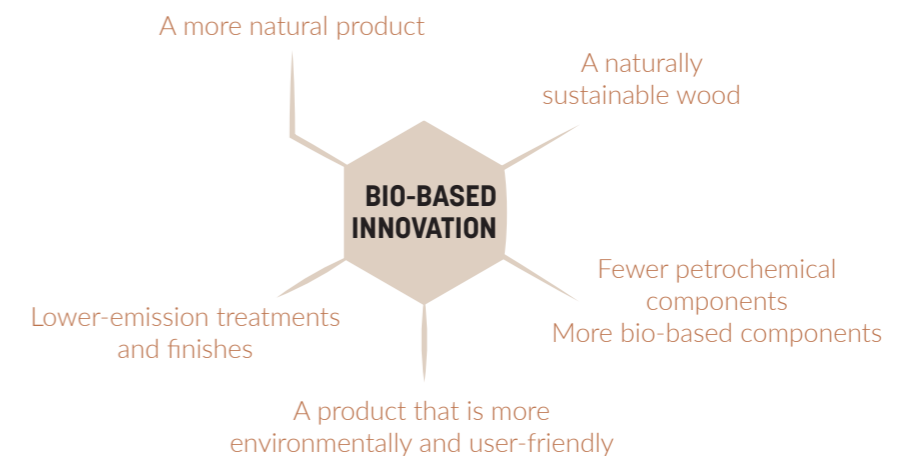 A more natural product
A naturally
sustainable wood
BIO-BASED
INNOVATION
Fewer petrochemical
components
More bio-based components
Lower-emission treatments
and finishes
A product that is more
environmentally and user-friendly